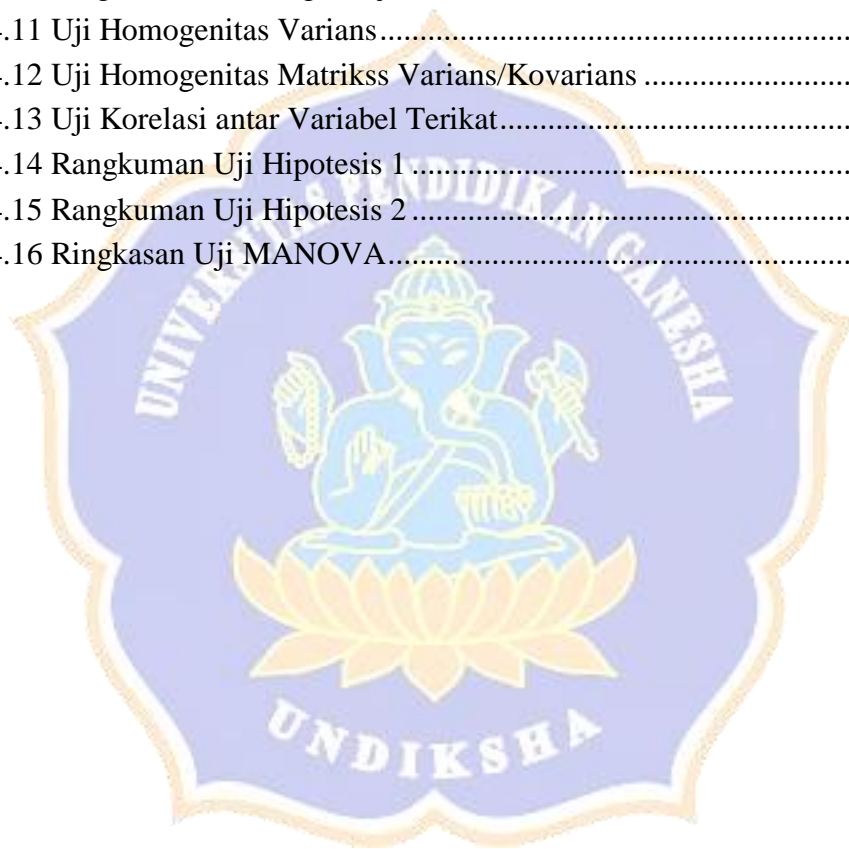 .11 Uji Homogenitas Varians
.12 Uji Homogenitas Matrikss Varians/Kovarians
.13 Uji Korelasi antar Variabel Terikat
.14 Rangkuman Uji Hipotesis 1
.15 Rangkuman Uji Hipotesis 2
.16 Ringkasan Uji MANOVA
UNIVERSITAS PENDIDIKAN GANESHA
UNDIKSHA